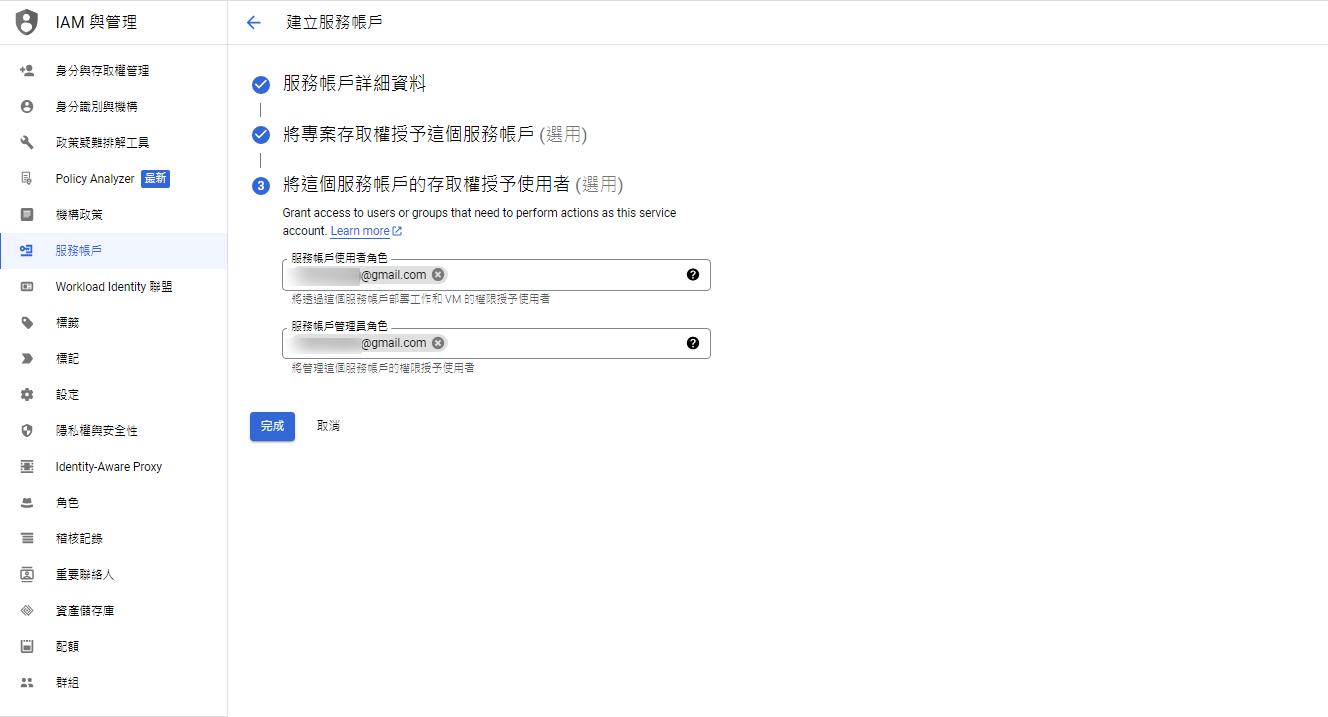 IAM 與管理
建立服務帳戶
身分與存取權管理
身分識別與機構
政策疑難排解工具
Policy Analyzer 最新
機構政策
服務帳戶
Workload Identity 聯盟
標籤
標記
設定
隱私權與安全性
Identity-Aware Proxy
角色
稽核記錄
重要聯絡人
資產儲存庫
配額
群組
服務帳戶詳細資料
將專案存取權授予這個服務帳戶 (選用)
3 將這個服務帳戶的存取權授予使用者 (選用)
Grant access to users or groups that need to perform actions as this service
account. Learn more
服務帳戶使用者角色
@gmail.com
將透過這個服務帳戶部署工作和 VM 的權限授予使用者
服務帳戶管理員角色
@gmail.com
將管理這個服務帳戶的權限授予使用者
完成 取消